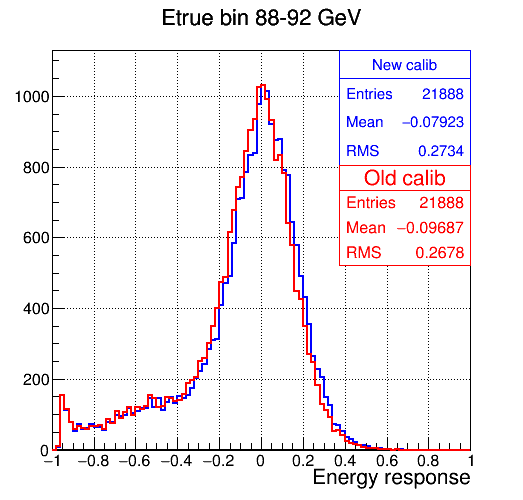 Etrue bin 88-92 GeV
New calib
Entries 21888
Mean −0.07923
RMS 0.2734
Old calib
Entries 21888
Mean −0.09687
RMS 0.2678
1000
800
600
400
200
0
−1 −0.8 −0.6 −0.4 −0.2 0 0.2 0.4 0.6 0.8 1
Energy response